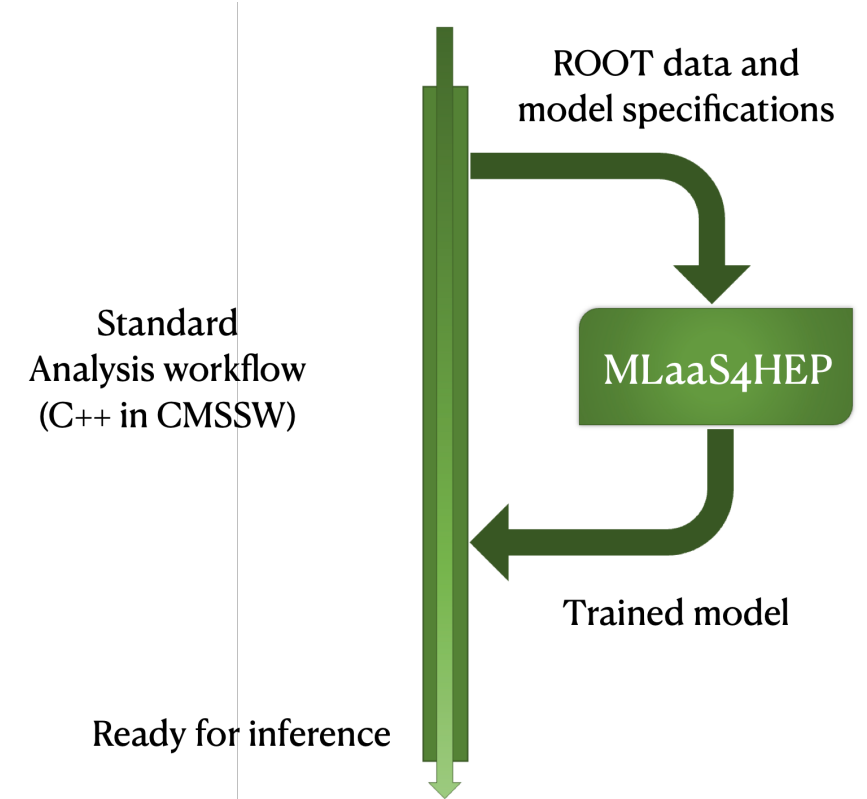 ROOT data and
model specifications
Standard
Analysis workflow
(C++ in CMSSW)
MLaaS4HEP
Trained model
Ready for inference